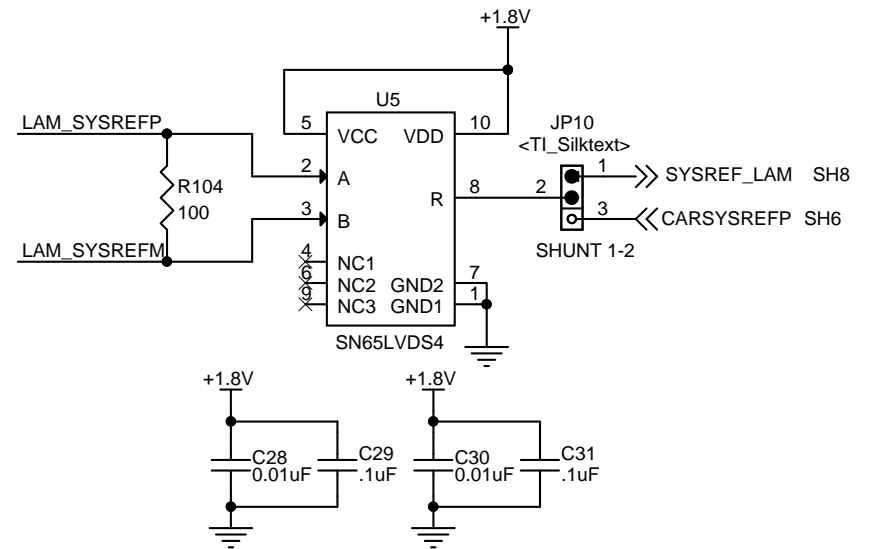 +1.8V
U5
LAM_SYSREFP
5
VCC
VDD
10
JP10
<TI_Silktext>
2
A
1
SYSREF_LAM SH8
R104
100
R
8
2
3
B
3
CARSYSREFP SH6
LAM_SYSREFM
SHUNT 1-2
4
NC1
6
NC2
GND2
7
9
NC3
GND1
1
SN65LVDS4
+1.8V
+1.8V
C28
0.01uF
C29
.1uF
C30
0.01uF
C31
.1uF